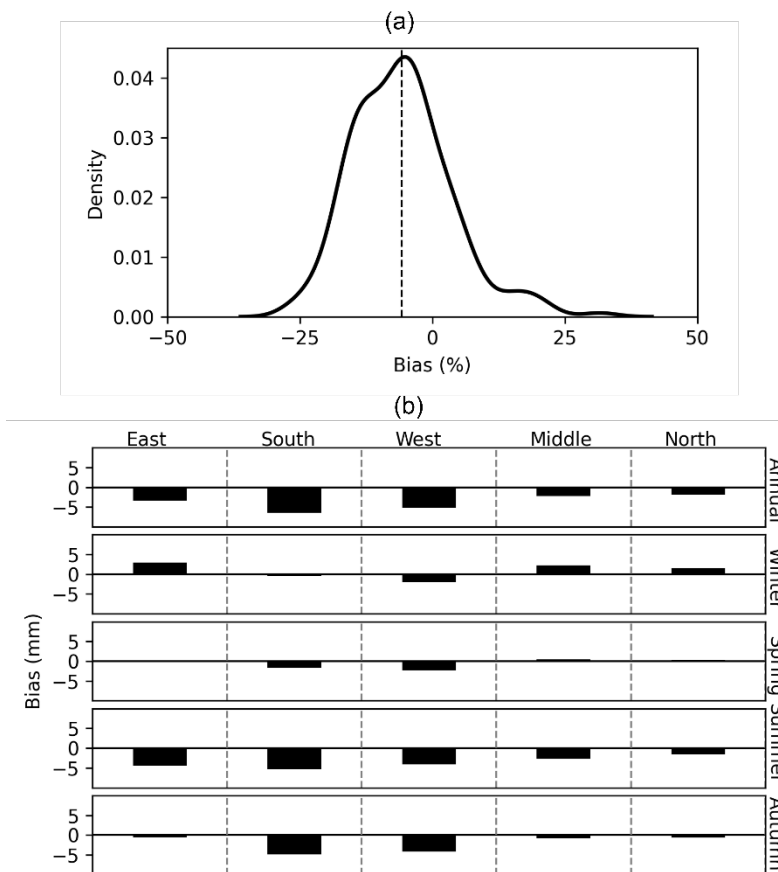 (a)
0.04
0.03
0.02
0.01
0.00
Density
−50 −25 0 25 50
Bias (%)
(b)
East South West Middle North
Bias (mm)
5
0
−5
Annual
5
0
−5
Winter
5
0
−5
Spring
5
0
−5
Summer
5
0
−5
Autumn